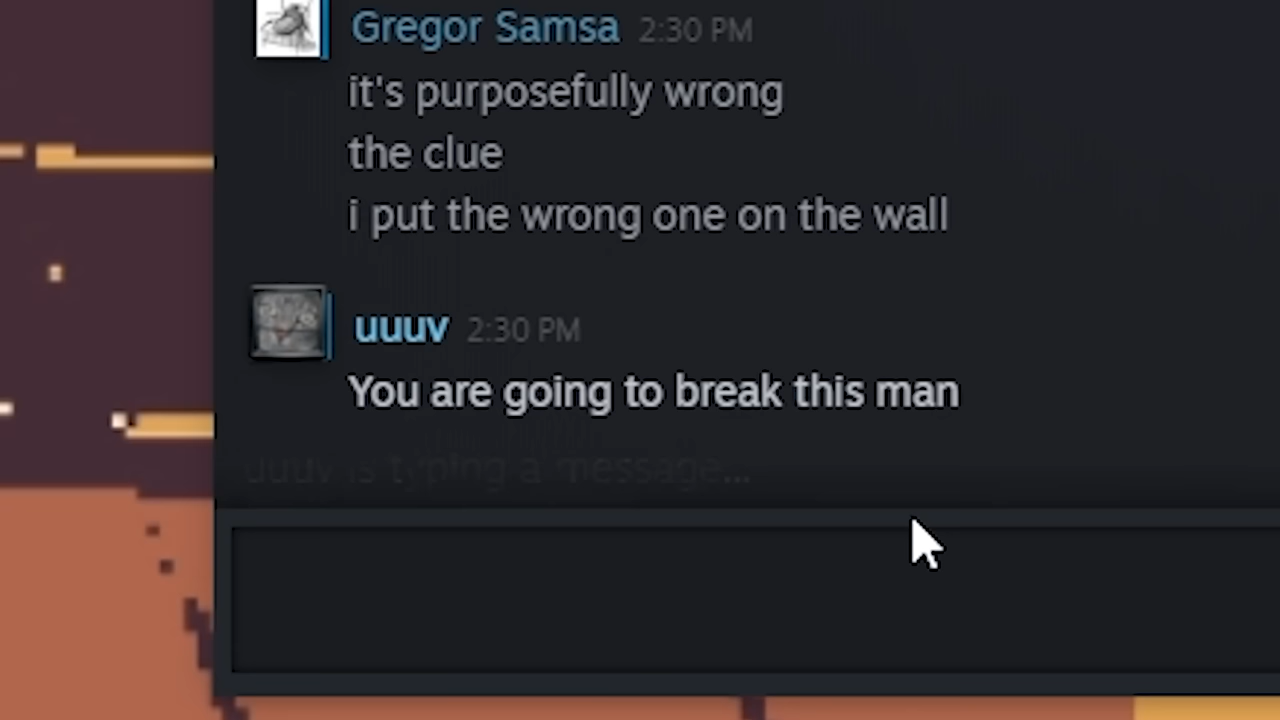 Gregor Samsa 2:30 PM
it's purposefully wrong
the clue
i put the wrong one on the wall
uuuv 2:30 PM
You are going to break this man
uuuv is typing a message...